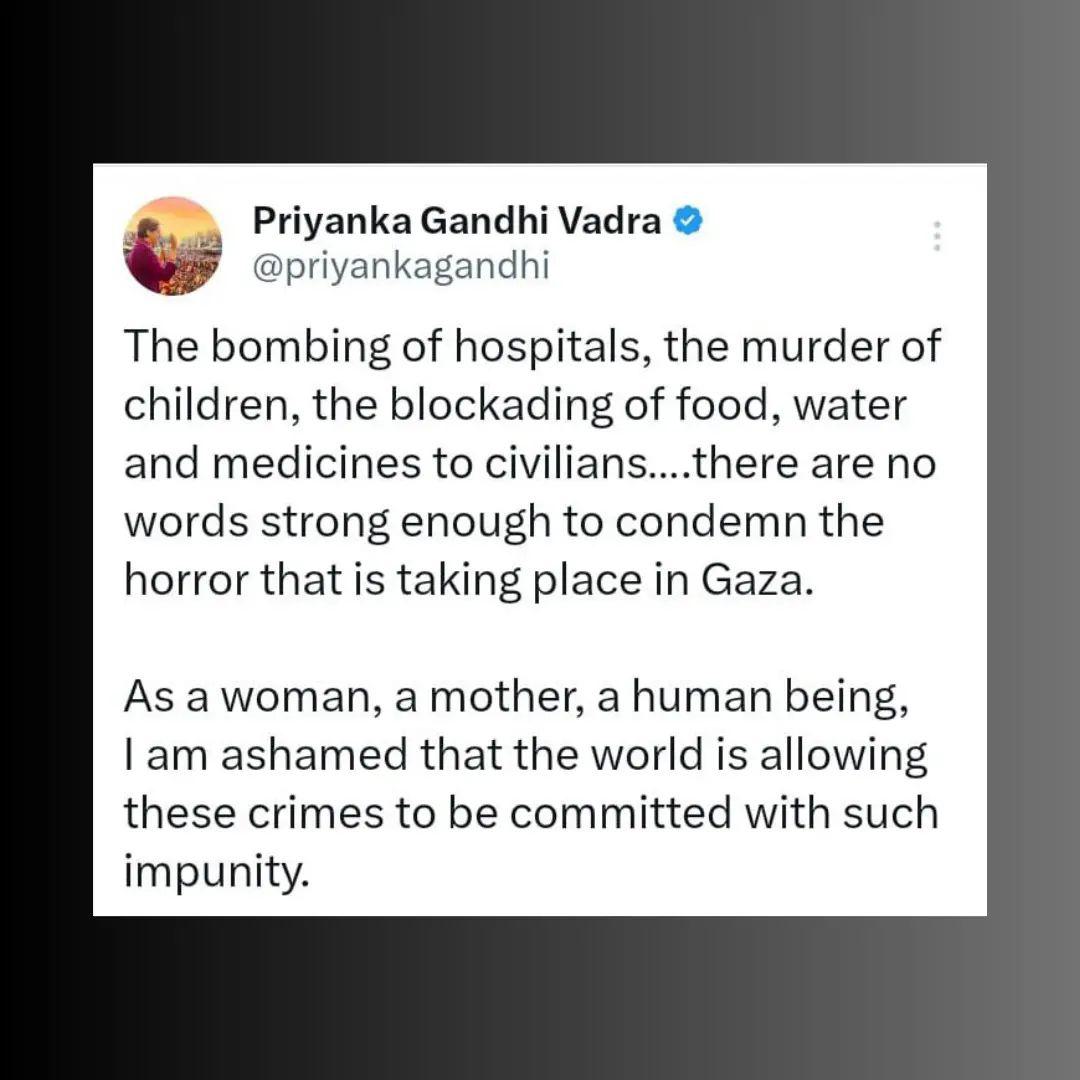 Priyanka Gandhi Vadra
@priyankagandhi
The bombing of hospitals, the murder of
children, the blockading of food, water
and medicines to civilians....there are no
words strong enough to condemn the
horror that is taking place in Gaza.
As a woman, a mother, a human being,
I am ashamed that the world is allowing
these crimes to be committed with such
impunity.